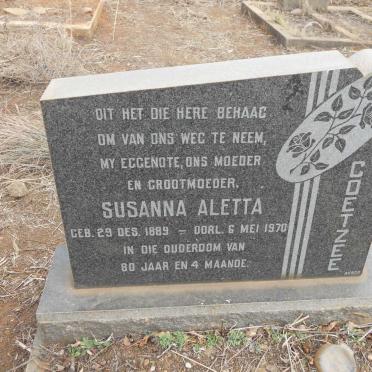 DIT HET DIE HERE BEHAAG
OM VAN ONS WEG TE NEEM,
MY EGGENOTE, ONS MOEDER
EN GROOTMOEDER,
SUSANNA ALETTA
GEB. 29 DES. 1889 – OORL. 6 MEI 1970
IN DIE OUDERDOM VAN
80 JAAR EN 4 MAANDE.
COETZEE